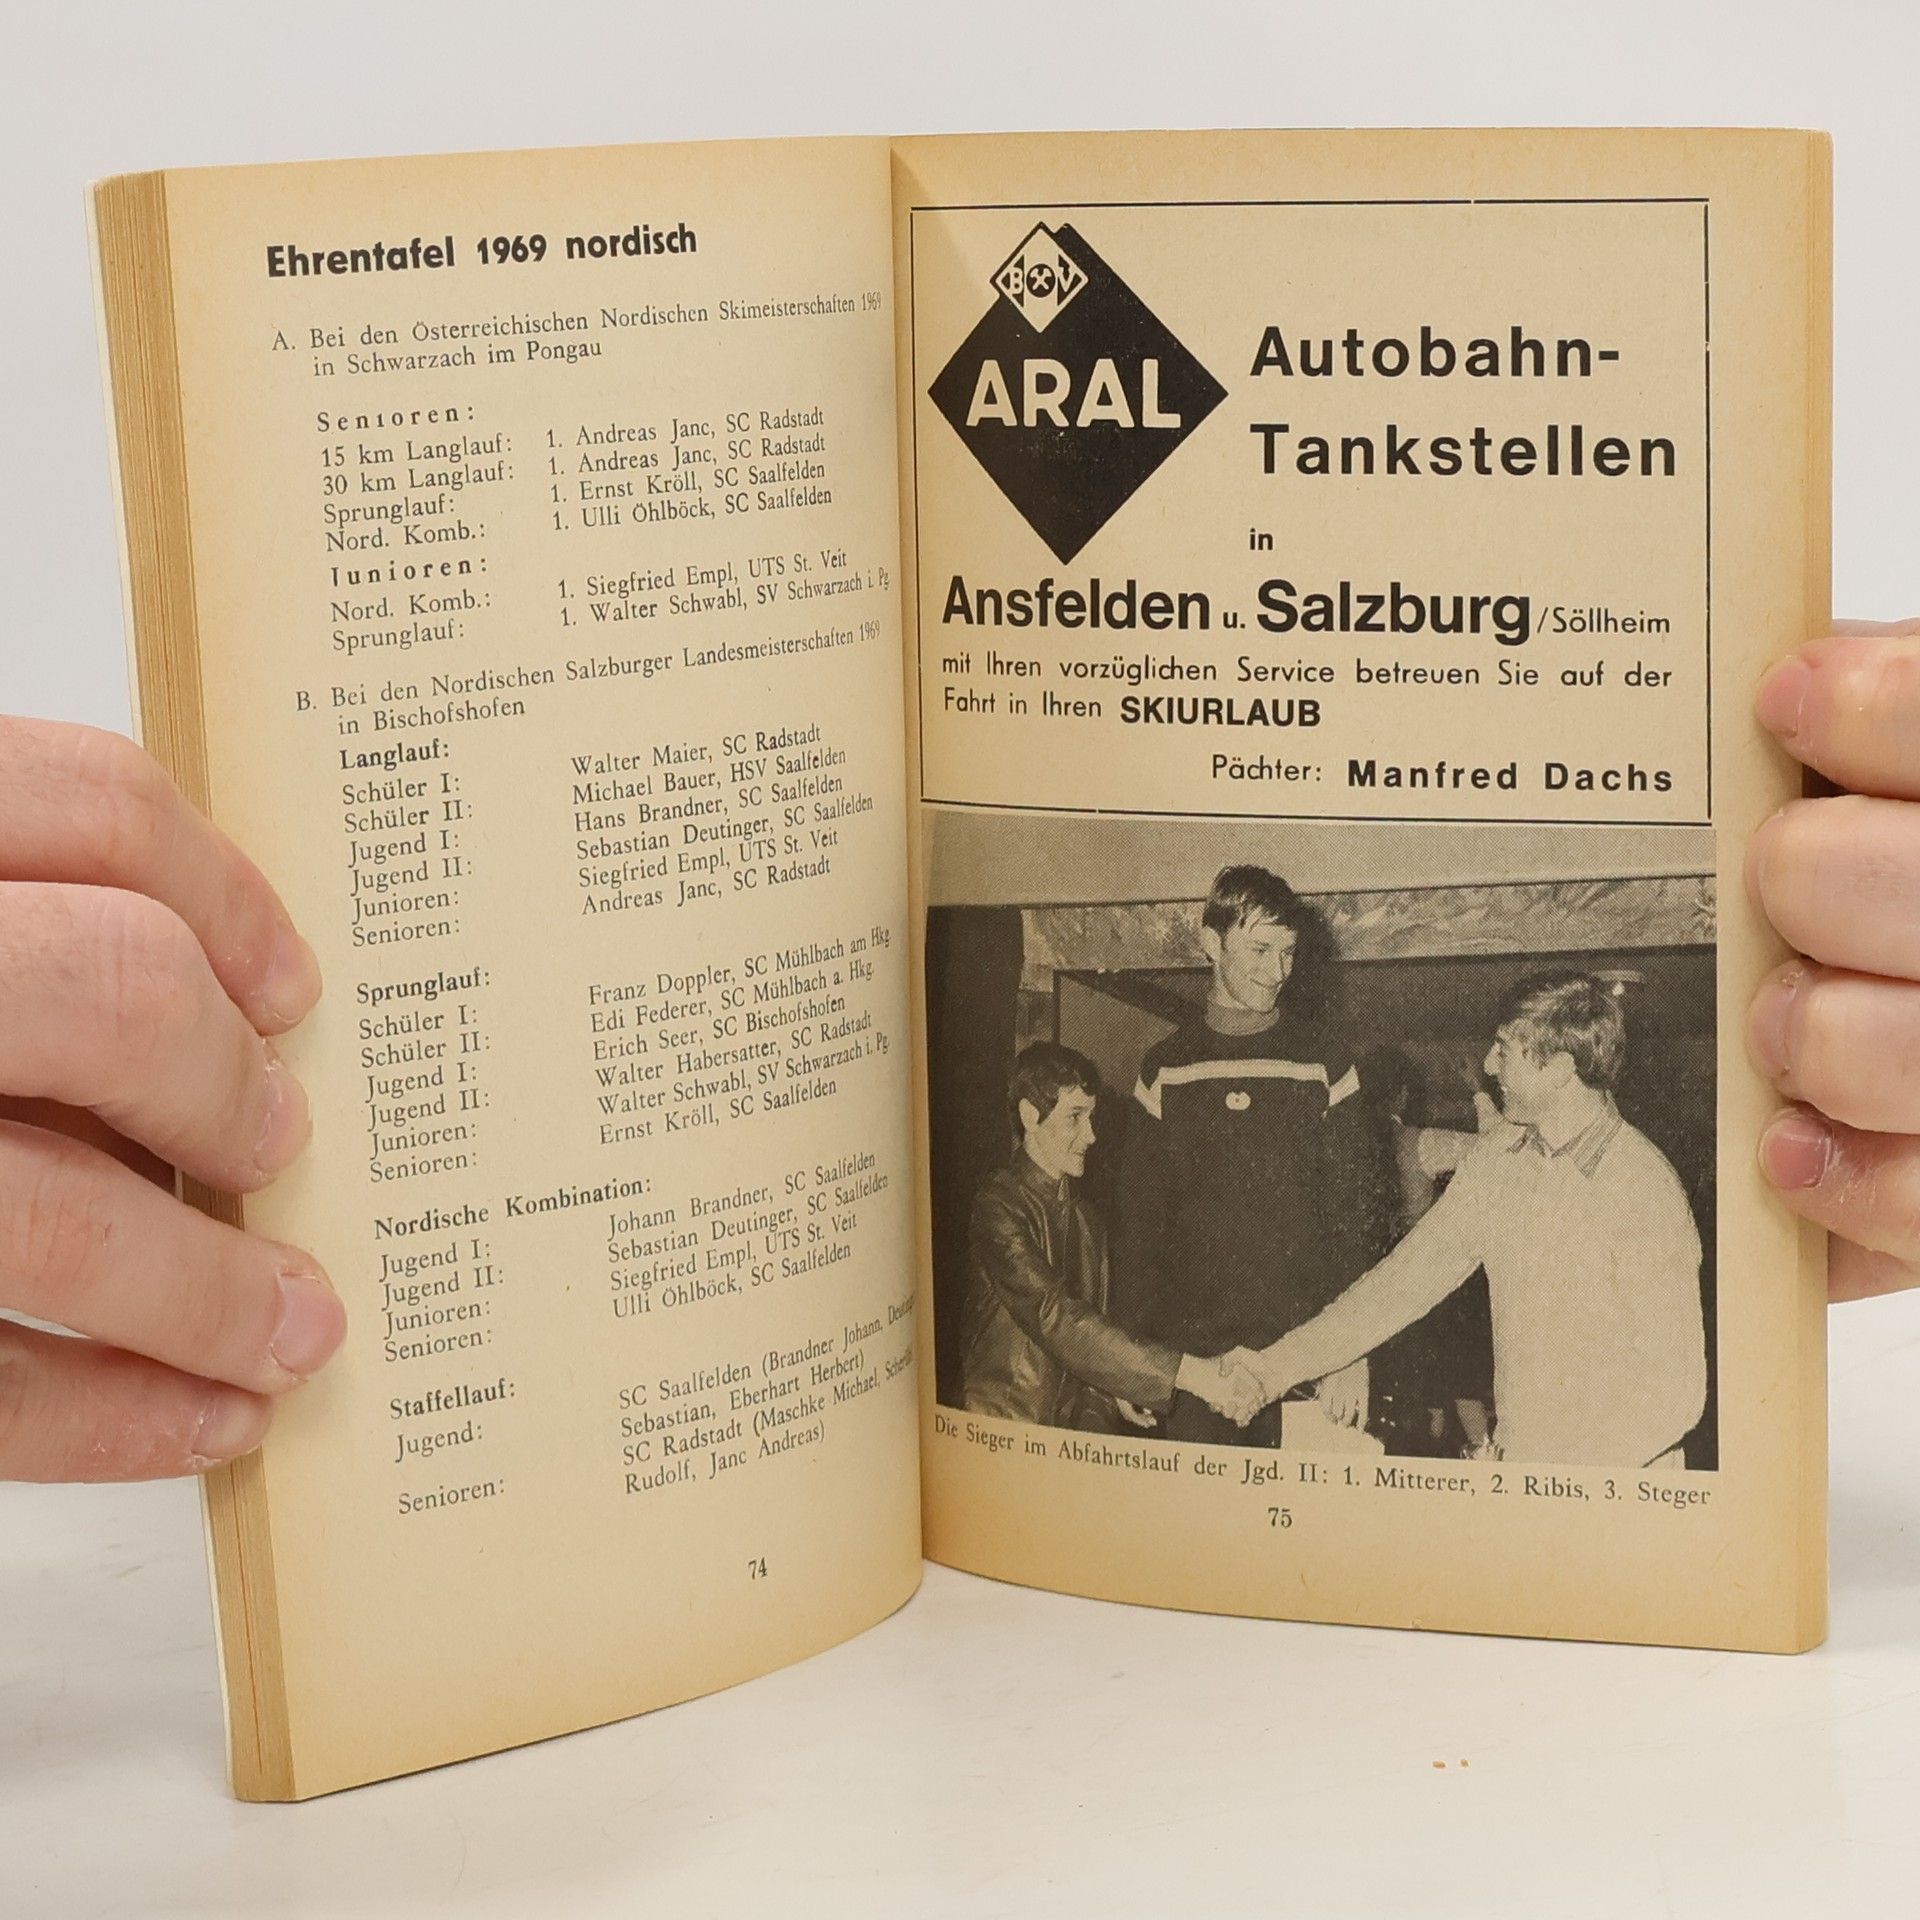 Ehrentafel 1969 nordisch
A. Bei den Österreichischen Nordischen Skimeisterschaften 1969
in Schwarzach im Pongau
Senioren:
15 km Langlauf: 1. Andreas Janc, SC Radstadt
30 km Langlauf: 1. Andreas Janc, SC Radstadt
Sprunglauf: 1. Ernst Kröll, SC Saalfelden
Nord. Komb.: 1. Ulli Öhlböck, SC Saalfelden
Junioren:
Nord. Komb.: 1. Siegfried Empl, UTS St. Veit
Sprunglauf: 1. Walter Schwabl, SV Schwarzach i. Pg.
B. Bei den Nordischen Salzburger Landesmeisterschaften 1969
in Bischofshofen
Langlauf:
Schüler I: Walter Maier, SC Radstadt
Schüler II: Michael Bauer, HSV Saalfelden
Jugend I: Hans Brandner, SC Saalfelden
Jugend II: Sebastian Deutinger, SC Saalfelden
Junioren: Siegfried Empl, UTS St. Veit
Senioren: Andreas Janc, SC Radstadt
Sprunglauf:
Schüler I: Franz Doppler, SC Mühlbach am Hkg.
Schüler II: Edi Federer, SC Mühlbach a. Hkg.
Jugend I: Erich Seer, SC Bischofshofen
Jugend II: Walter Habersatter, SC Radstadt
Junioren: Walter Schwabl, SV Schwarzach i. Pg.
Senioren: Ernst Kröll, SC Saalfelden
Nordische Kombination:
Jugend I: Johann Brandner, SC Saalfelden
Jugend II: Sebastian Deutinger, SC Saalfelden
Junioren: Siegfried Empl, UTS St. Veit
Senioren: Ulli Öhlböck, SC Saalfelden
Staffellauf:
Jugend: SC Saalfelden (Brandner Johann,
Sebastian, Eberhart Herbert)
Senioren: SC Radstadt (Maschke Michael,
Rudolf, Janc Andreas)
74
BV
ARAL
Autobahn-
Tankstellen
in
Ansfelden u. Salzburg/Söllheim
mit Ihren vorzüglichen Service betreuen Sie auf der
Fahrt in Ihren SKIURLAUB
Pächter: Manfred Dachs
Die Sieger im Abfahrtslauf der Jgd. II: 1. Mitterer, 2. Ribis, 3. Steger
75